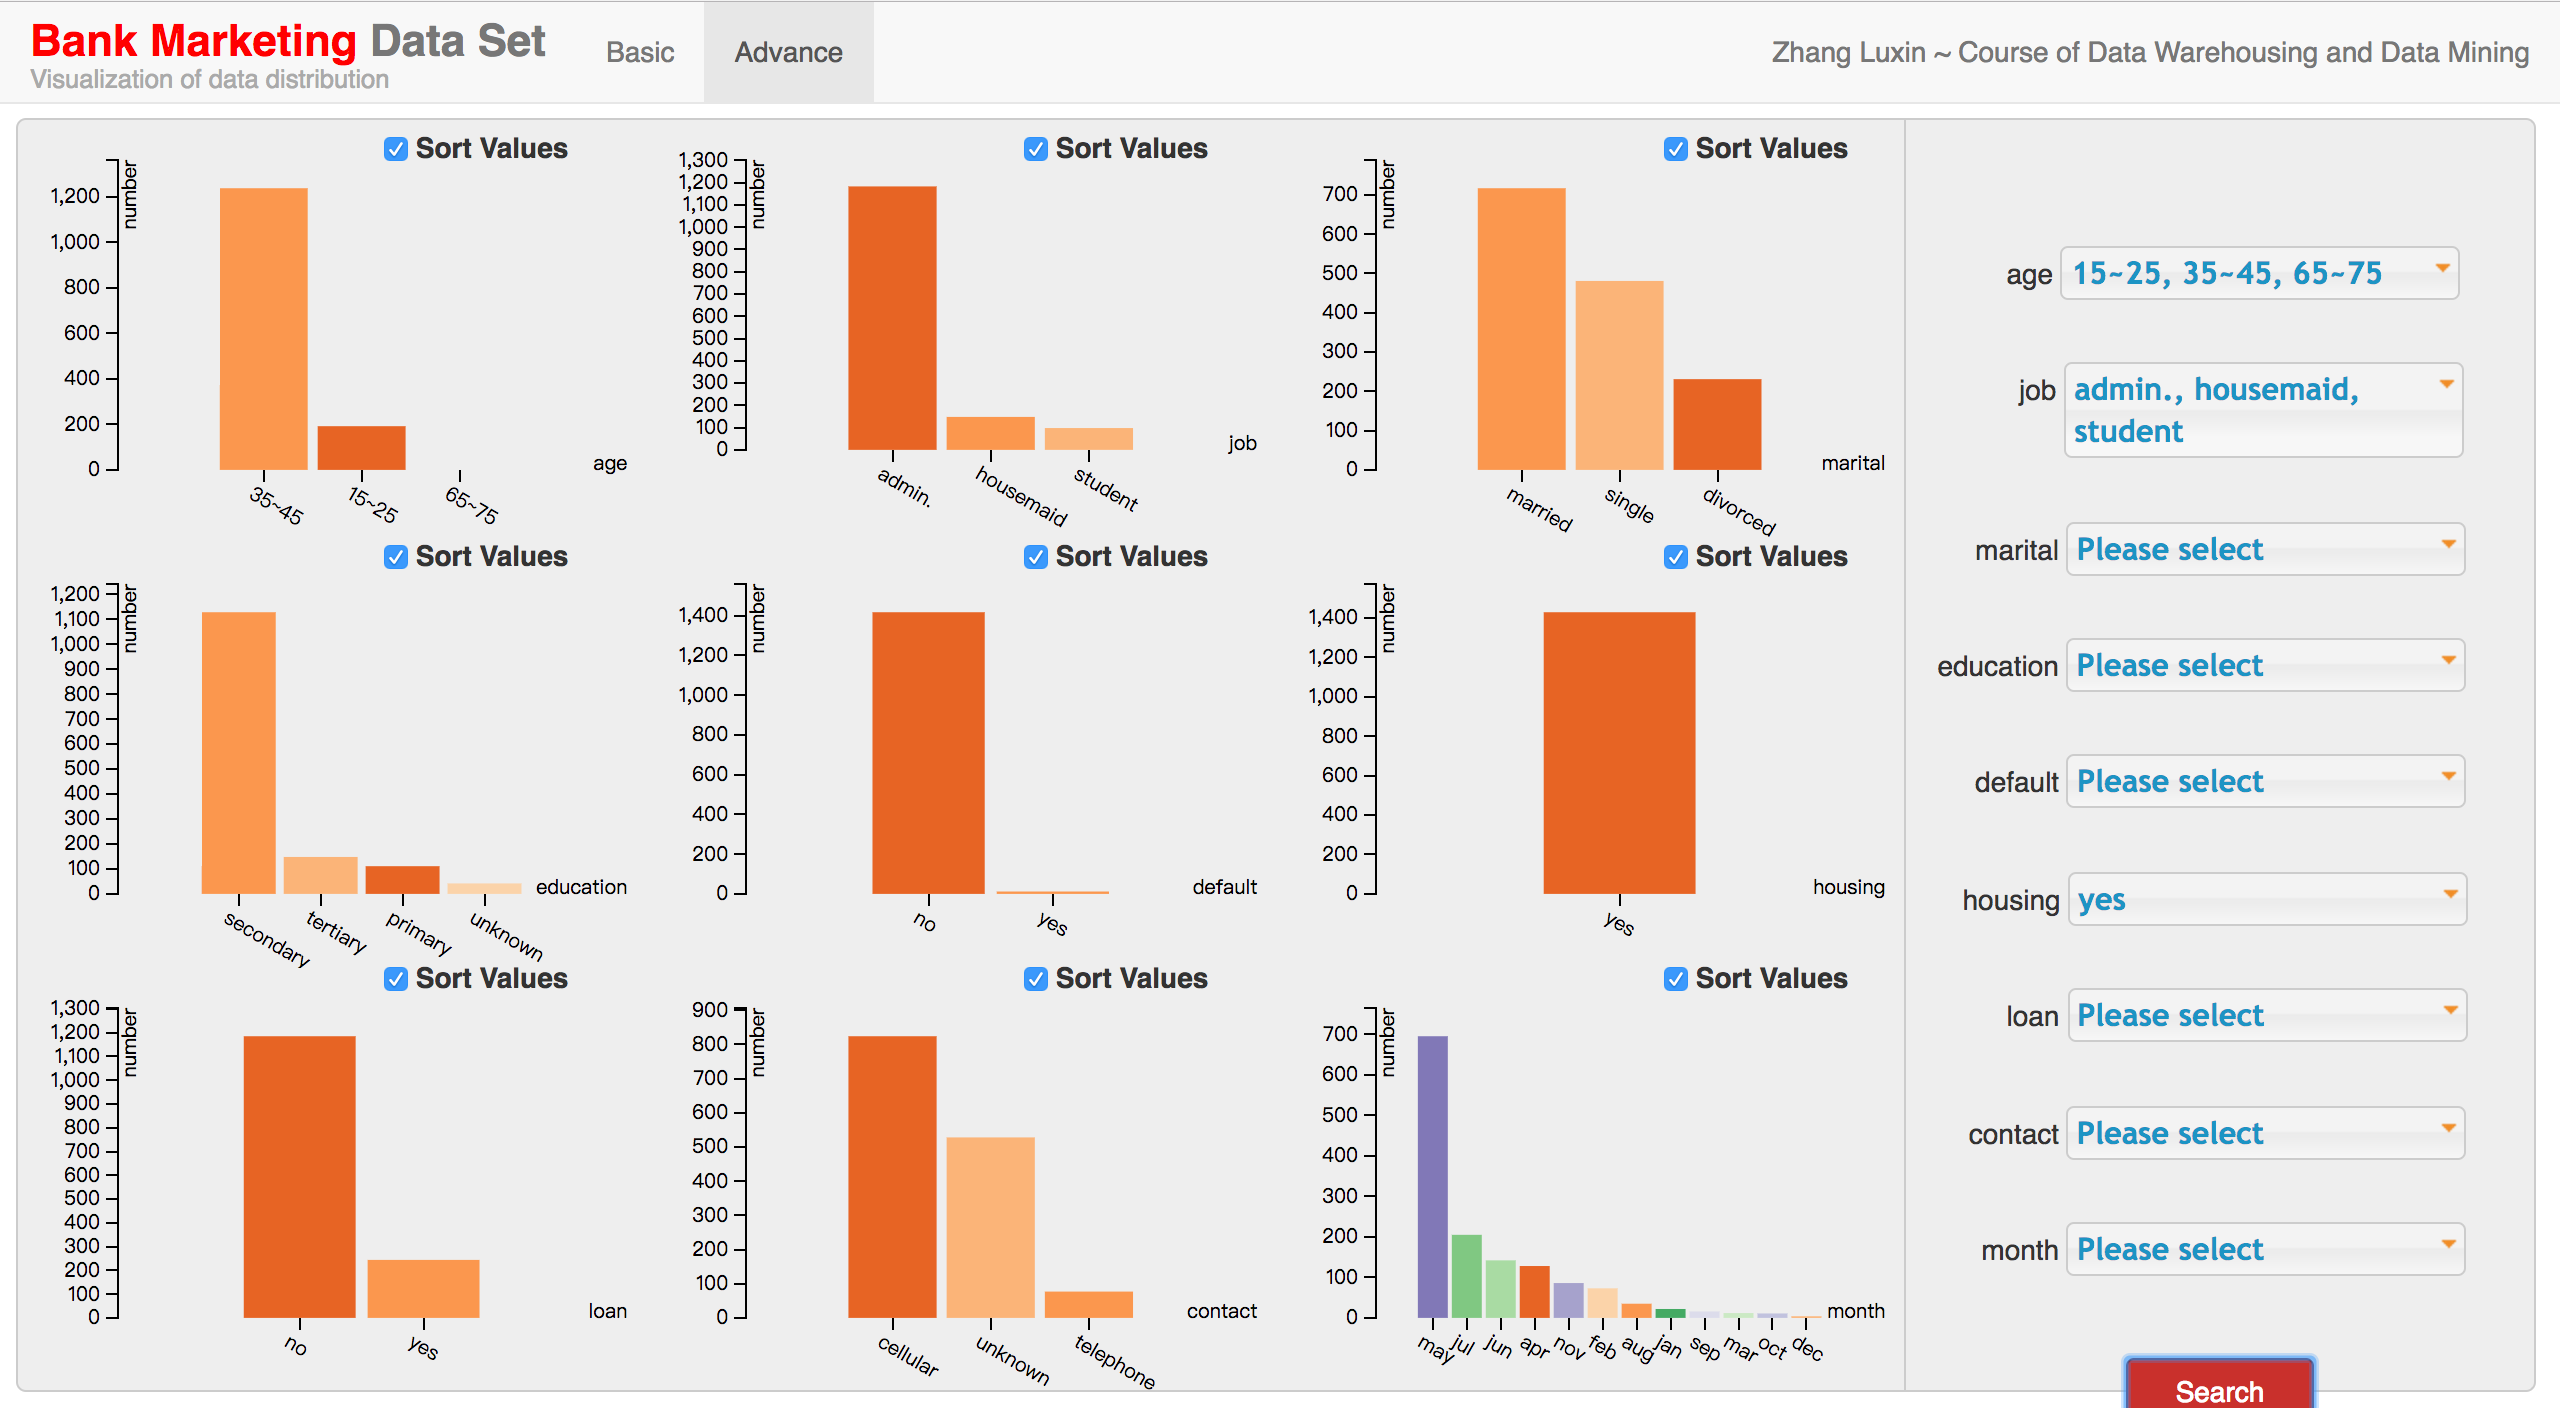 Bank Marketing Data Set
Visualization of data distribution
Basic
Advance
Zhang Luxin ~ Course of Data Warehousing and Data Mining
Sort Values
number
1,200
1,000
800
600
400
200
0
35~45
15~25
65~75
age
Sort Values
number
1,300
1,200
1,100
1,000
900
800
700
600
500
400
300
200
100
0
admin.
housemaid
student
job
Sort Values
number
700
600
500
400
300
200
100
0
married
single
divorced
marital
Sort Values
number
1,200
1,100
1,000
900
800
700
600
500
400
300
200
100
0
secondary
tertiary
primary
unknown
education
Sort Values
number
1,400
1,200
1,000
800
600
400
200
0
no
yes
default
Sort Values
number
1,400
1,200
1,000
800
600
400
200
0
yes
housing
Sort Values
number
1,300
1,200
1,100
1,000
900
800
700
600
500
400
300
200
100
0
no
yes
loan
Sort Values
number
900
800
700
600
500
400
300
200
100
0
cellular
unknown
telephone
contact
Sort Values
number
700
600
500
400
300
200
100
0
may
jul
jun
apr
nov
feb
aug
jan
sep
mar
oct
dec
month
age 15~25, 35~45, 65~75
job admin., housemaid,
student
marital Please select
education Please select
default Please select
housing yes
loan Please select
contact Please select
month Please select
Search